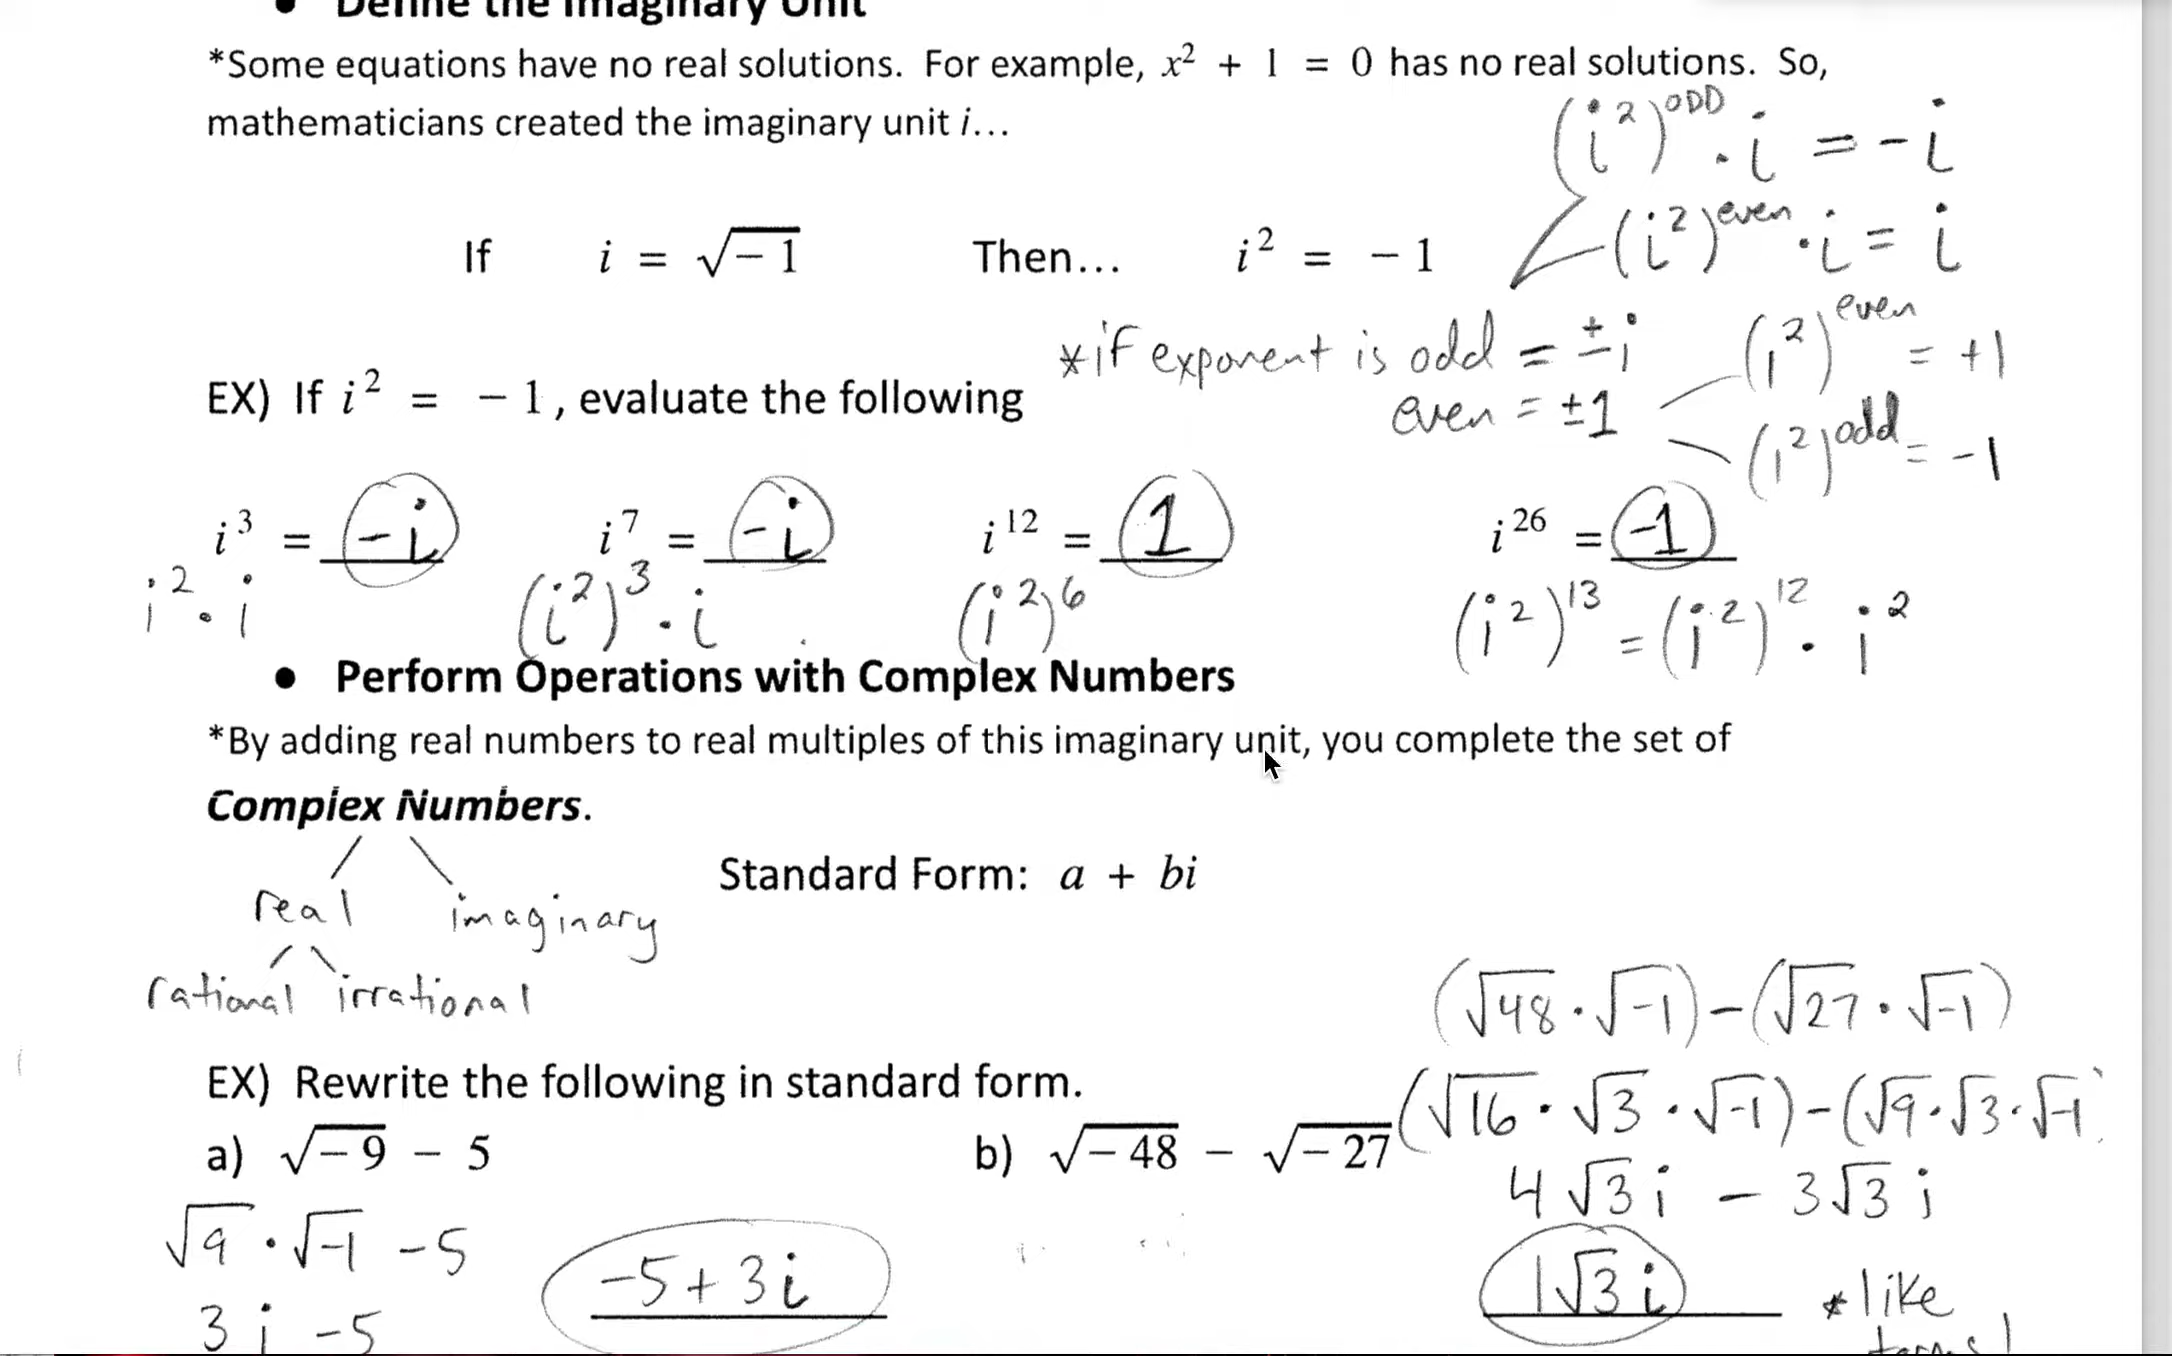 • Define the Imaginary Unit
*Some equations have no real solutions. For example, x² + 1 = 0 has no real solutions. So,
mathematicians created the imaginary unit i...
(i²)^ODD · i = -i
If i = √-1 Then... i² = -1
(i²)^even · i = i
*if exponent is odd = ±i
even = ±1
(i²)^even = +1
(i²)^odd = -1
EX) If i² = -1, evaluate the following
i³ = -i i⁷ = -i i¹² = 1 i²⁶ = -1
i² · i (i²)³ · i (i²)⁶ (i²)¹³ = (i²)¹² · i²
• Perform Operations with Complex Numbers
*By adding real numbers to real multiples of this imaginary unit, you complete the set of
Complex Numbers.
real imaginary
rational irrational
Standard Form: a + bi
EX) Rewrite the following in standard form.
a) √-9 - 5
√9 · √-1 - 5
3i - 5
-5 + 3i
b) √-48 - √-27
(√48 · √-1) - (√27 · √-1)
(√16 · √3 · √-1) - (√9 · √3 · √-1)
4√3 i - 3√3 i
1√3 i
*like
terms!